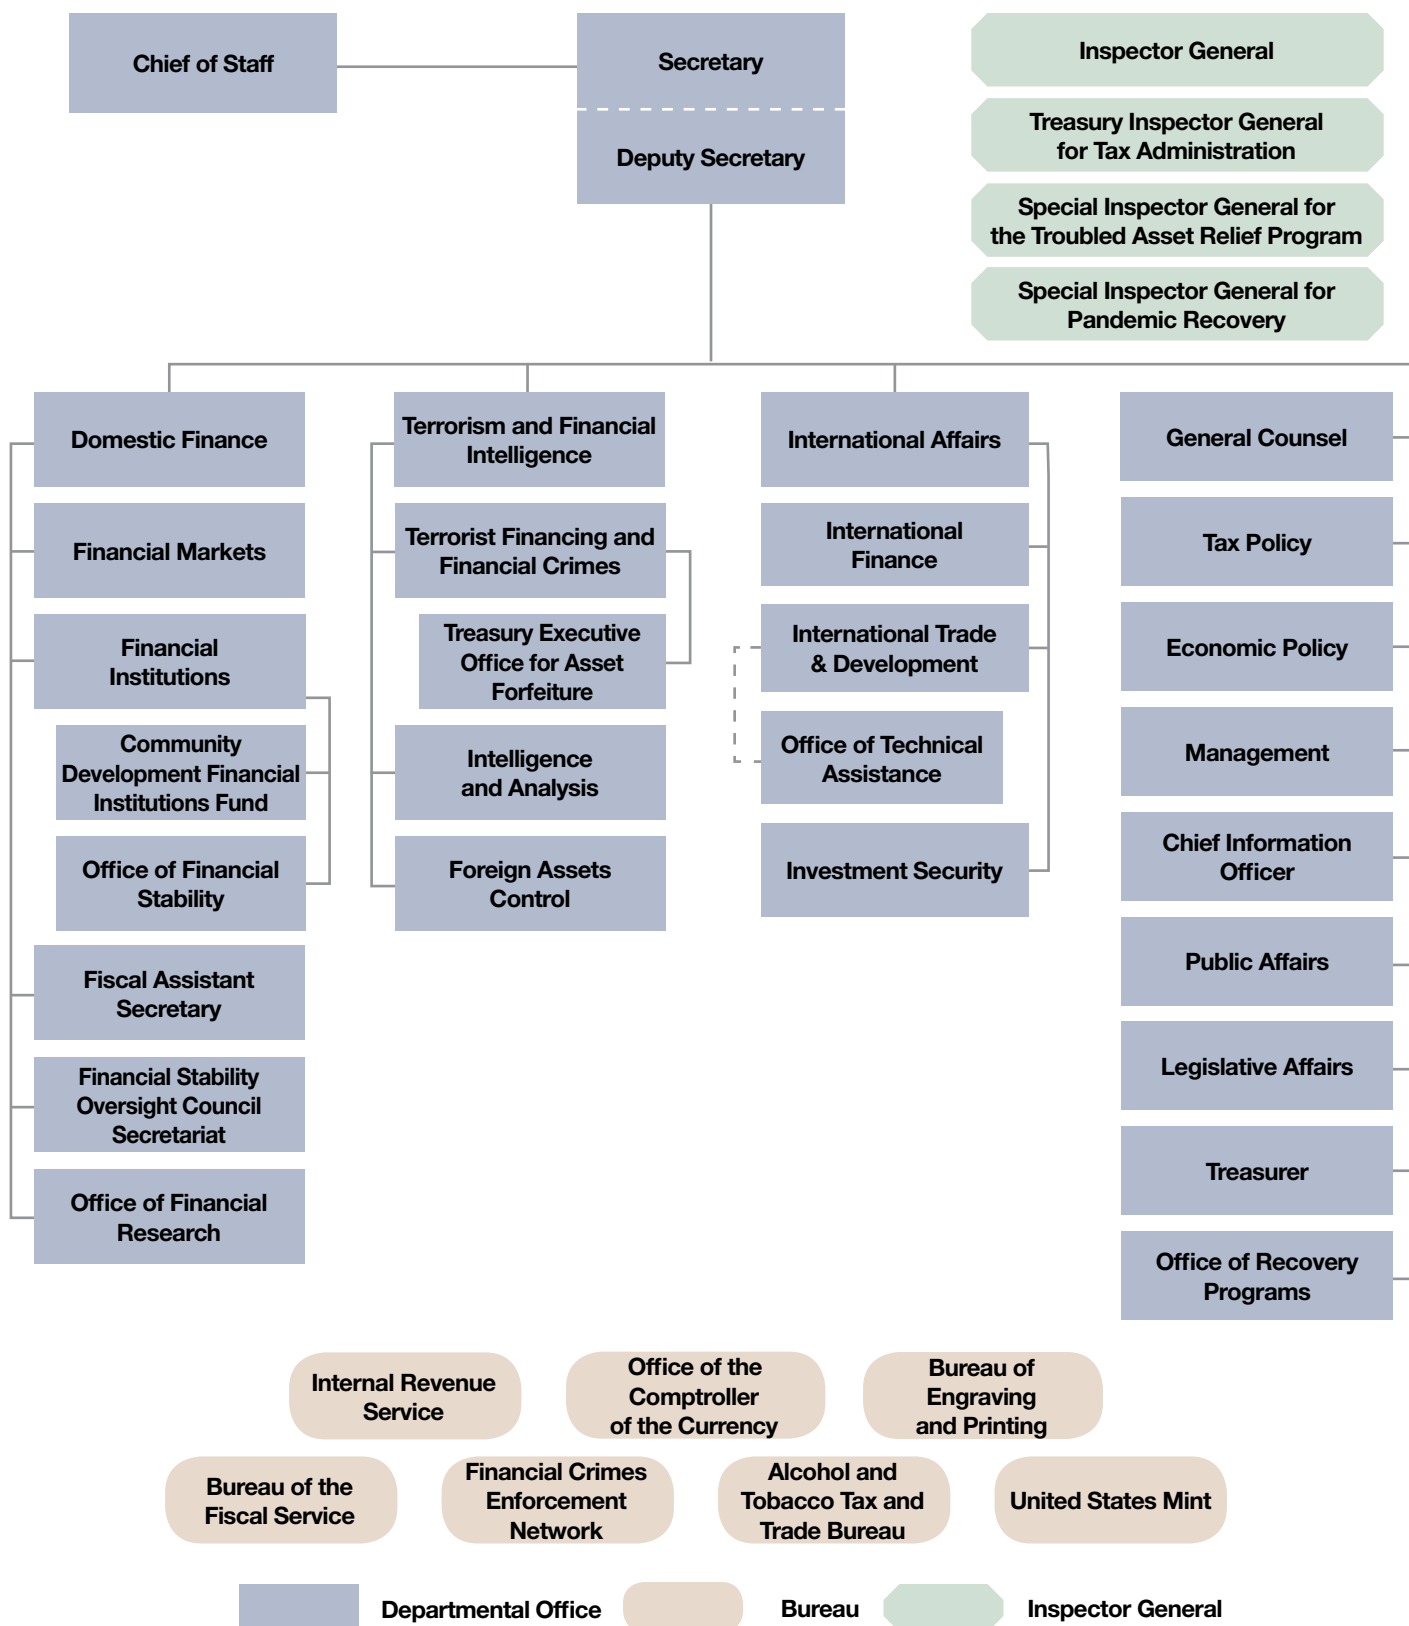 Chief of Staff
Secretary
Deputy Secretary
Inspector General
Treasury Inspector General
for Tax Administration
Special Inspector General for
the Troubled Asset Relief Program
Special Inspector General for
Pandemic Recovery
Domestic Finance
Financial Markets
Financial
Institutions
Community
Development Financial
Institutions Fund
Office of Financial
Stability
Fiscal Assistant
Secretary
Financial Stability
Oversight Council
Secretariat
Office of Financial
Research
Terrorism and Financial
Intelligence
Terrorist Financing and
Financial Crimes
Treasury Executive
Office for Asset
Forfeiture
Intelligence
and Analysis
Foreign Assets
Control
International Affairs
International
Finance
International Trade
& Development
Office of Technical
Assistance
Investment Security
General Counsel
Tax Policy
Economic Policy
Management
Chief Information
Officer
Public Affairs
Legislative Affairs
Treasurer
Office of Recovery
Programs
Internal Revenue
Service
Office of the
Comptroller
of the Currency
Bureau of
Engraving
and Printing
Bureau of the
Fiscal Service
Financial Crimes
Enforcement
Network
Alcohol and
Tobacco Tax and
Trade Bureau
United States Mint
Departmental Office
Bureau
Inspector General